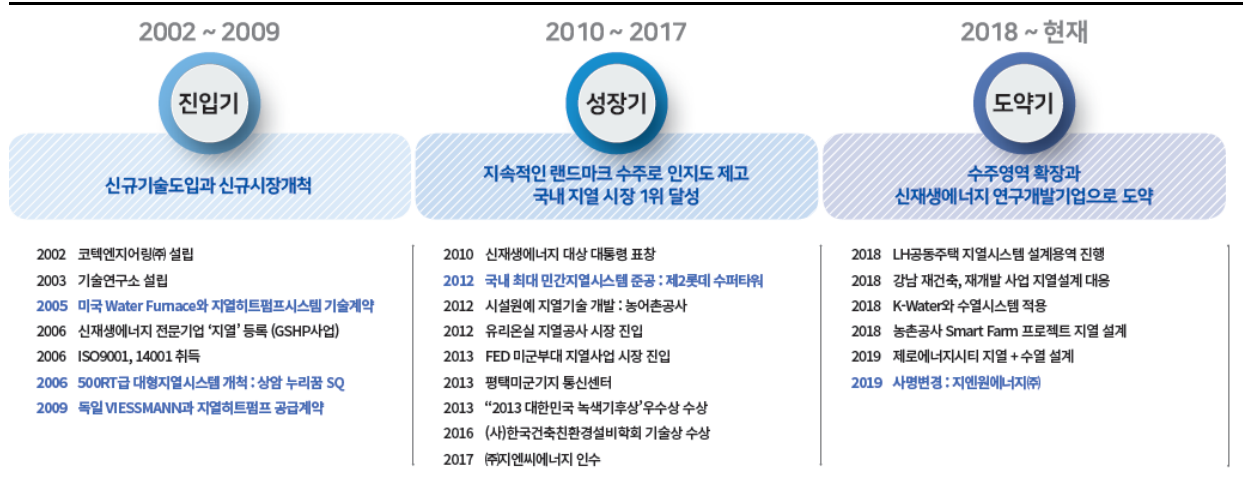 2002 ~ 2009
진입기
신규기술도입과 신규시장개척
2002 코텍엔지어링㈜ 설립
2003 기술연구소 설립
2005 미국 Water Furnace와 지열히트펌프시스템 기술계약
2006 신재생에너지 전문기업 ‘지열’ 등록 (GSHP사업)
2006 ISO9001, 14001 취득
2006 500RT급 대형지열시스템 개척 : 상암 누리꿈 SQ
2009 독일 VIESSMANN과 지열히트펌프 공급계약
2010 ~ 2017
성장기
지속적인 랜드마크 수주로 인지도 제고
국내 지열 시장 1위 달성
2010 신재생에너지 대상 대통령 표창
2012 국내 최대 민간지열시스템 준공 : 제2롯데 수퍼타워
2012 시설원예 지열기술 개발 : 농어촌공사
2012 유리온실 지열공사 시장 진입
2013 FED 미군부대 지열사업 시장 진입
2013 평택미군기지 통신센터
2013 “2013 대한민국 녹색기후상’우수상 수상
2016 (사)한국건축친환경설비학회 기술상 수상
2017 ㈜지엔씨에너지 인수
2018 ~ 현재
도약기
수주영역 확장과
신재생에너지 연구개발기업으로 도약
2018 LH공동주택 지열시스템 설계용역 진행
2018 강남 재건축, 재개발 사업 지열설계 대응
2018 K-Water와 수열시스템 적용
2018 농촌공사 Smart Farm 프로젝트 지열 설계
2019 제로에너지시티 지열 + 수열 설계
2019 사명변경 : 지엔원에너지㈜